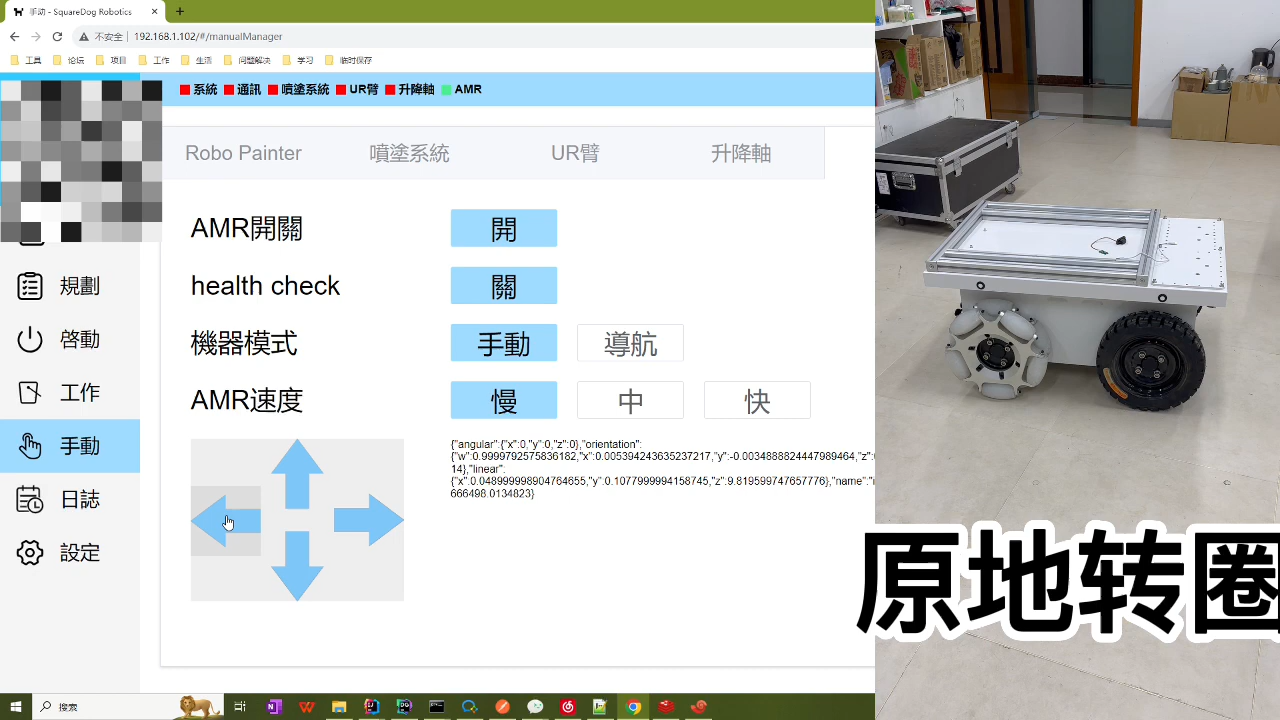 手动 - SquareDog Robotics
不安全 192.168.1.102/#/manualManager
工具 论坛 项目 工作 生活 问题解决 学习 临时保存
系統 通訊 噴塗系統 UR臂 升降軸 AMR
Robo Painter 噴塗系統 UR臂 升降軸
AMR開關 開
health check 關
機器模式 手動 導航
AMR速度 慢 中 快
規劃
啓動
工作
手動
日誌
設定
{"angular":{"x":0."y":0,"z":0},"orientation":
{"w":0.9999792575836182,"x":0.005394243635237217,"y":-0.0034888824447989464,"z":
14},"linear":
{"x":0.048999998904764655,"y":0.1077999994158745,"z":9.819599747657776},"name":"
666498.0134823}
原地转圈
搜索